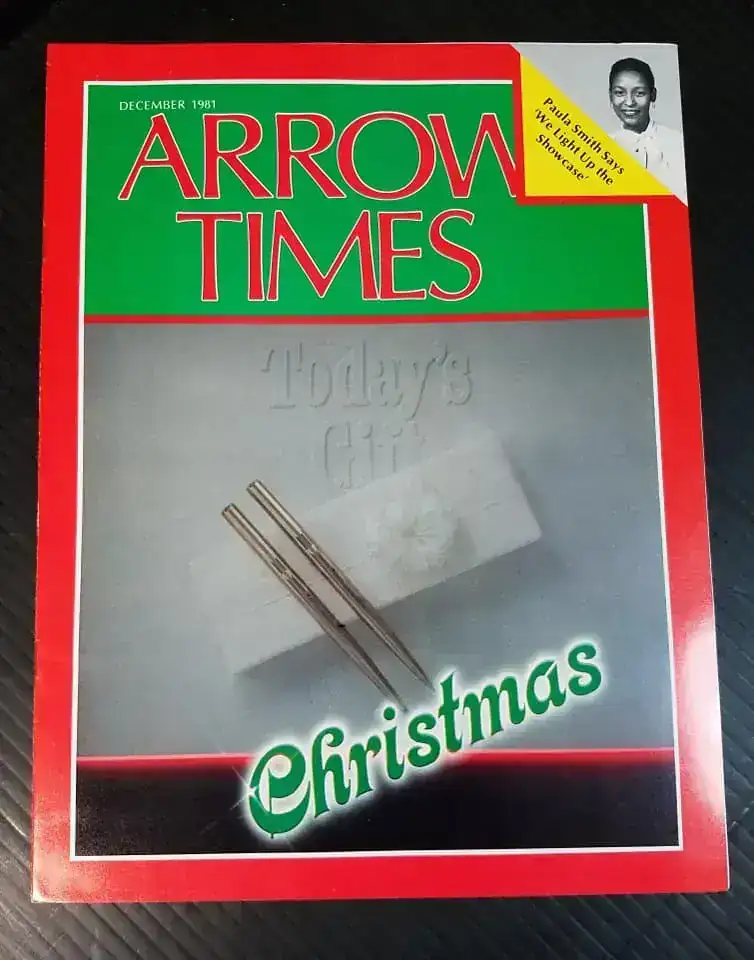 DECEMBER 1981
ARROW
TIMES
Paula Smith Says
'We Light Up the
Showcase'
Today's
Gift
Christmas